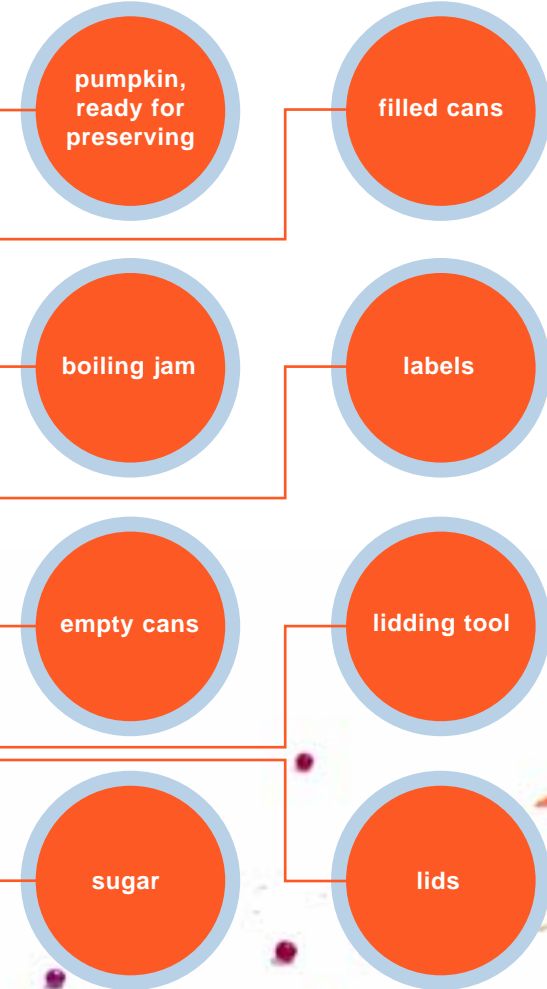 pumpkin,
ready for
preserving
filled cans
boiling jam
labels
empty cans
lidding tool
sugar
lids